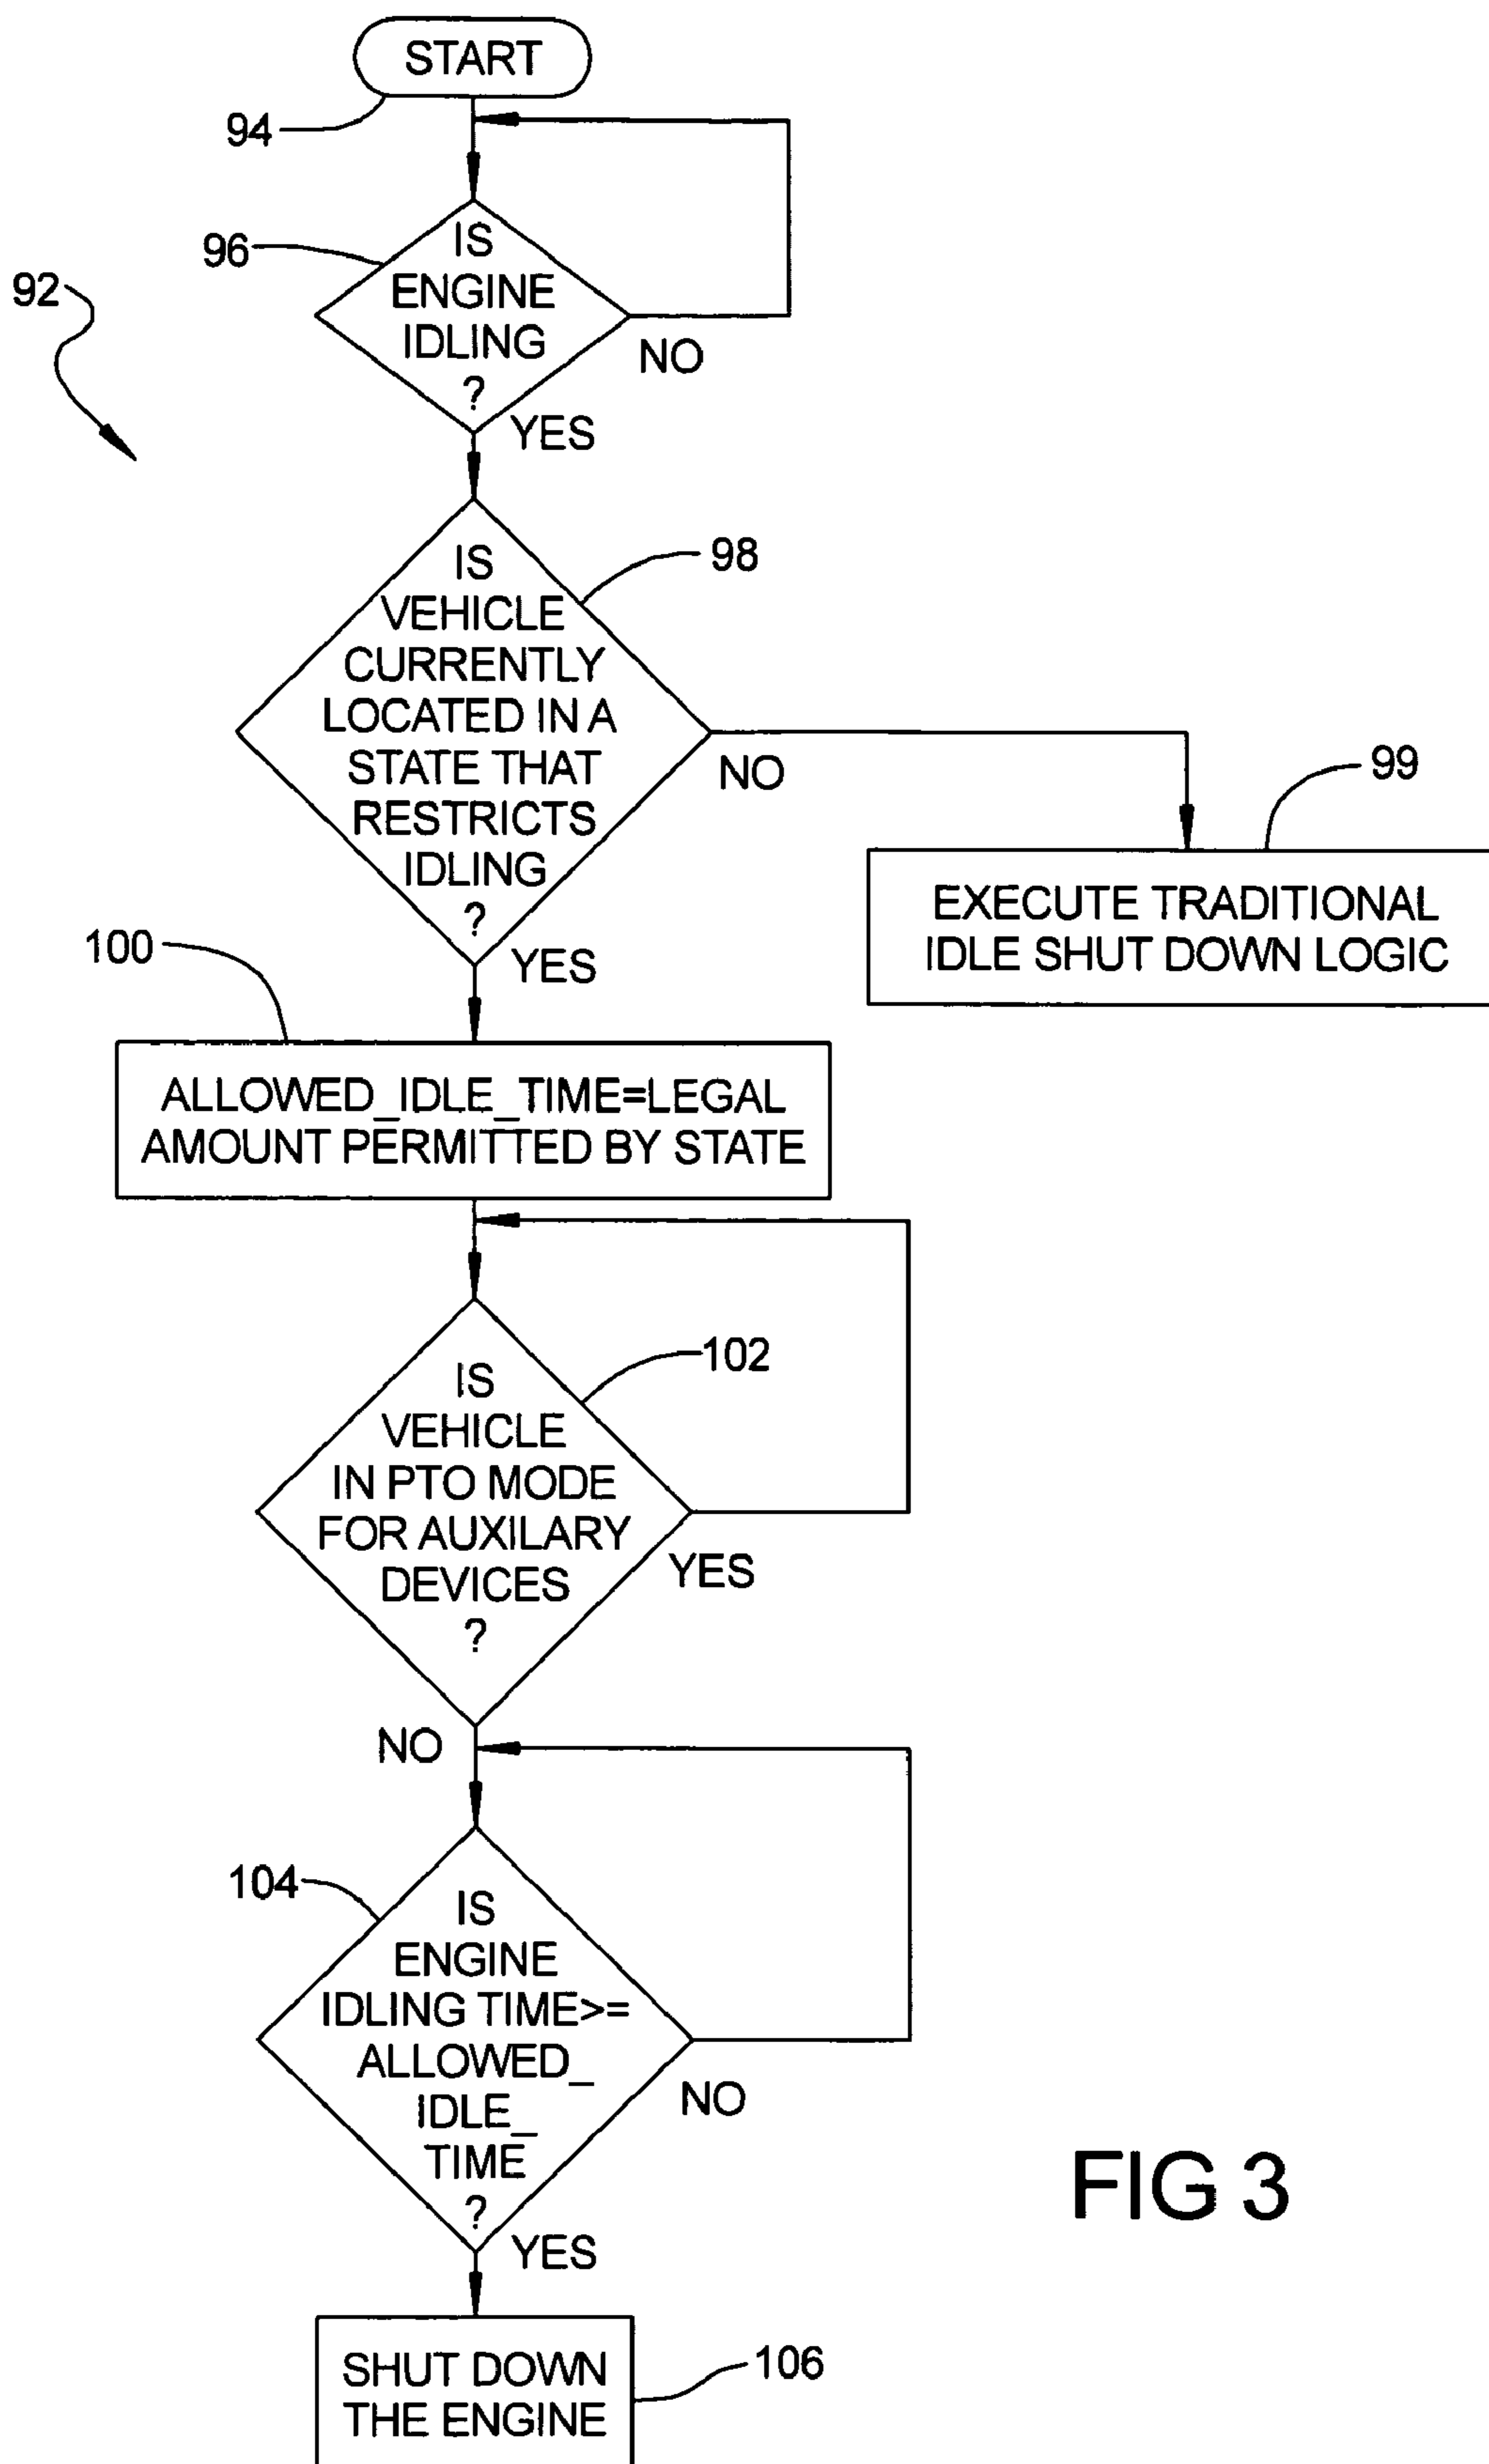 START
94
96
IS
ENGINE
IDLING
?
NO
92
YES
98
IS
VEHICLE
CURRENTLY
LOCATED IN A
STATE THAT
RESTRICTS
IDLING
?
NO
99
EXECUTE TRADITIONAL
IDLE SHUT DOWN LOGIC
YES
100
ALLOWED_IDLE_TIME=LEGAL
AMOUNT PERMITTED BY STATE
102
IS
VEHICLE
IN PTO MODE
FOR AUXILARY
DEVICES
?
YES
NO
104
IS
ENGINE
IDLING TIME>=
ALLOWED_
IDLE_
TIME
?
NO
YES
FIG 3
SHUT DOWN
THE ENGINE
106